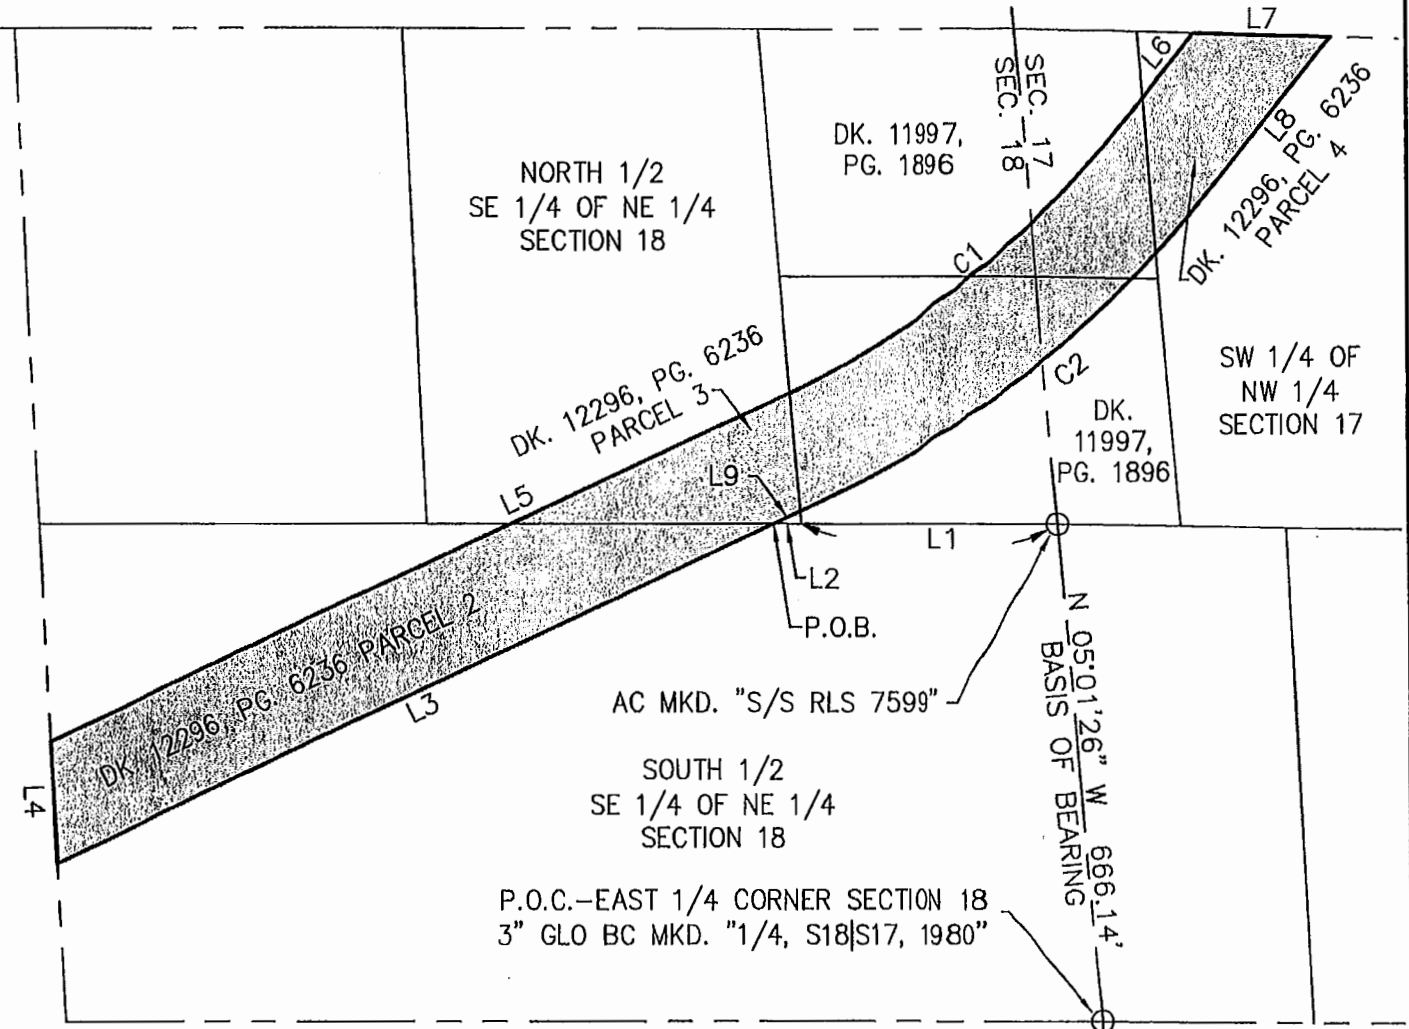 L7
L6
SEC. 17
SEC. 18
DK. 11997,
PG. 1896
L8
DK. 12296, PG. 6236
PARCEL 4
NORTH 1/2
SE 1/4 OF NE 1/4
SECTION 18
C1
DK. 12296, PG. 6236
PARCEL 3
C2
SW 1/4 OF
NW 1/4
SECTION 17
DK.
11997,
PG. 1896
L9
L5
L1
L2
P.O.B.
DK. 12296, PG. 6236 PARCEL 2
L3
L4
AC MKD. "S/S RLS 7599"
N 05°01'26" W 666.14'
BASIS OF BEARING
SOUTH 1/2
SE 1/4 OF NE 1/4
SECTION 18
P.O.C.-EAST 1/4 CORNER SECTION 18
3" GLO BC MKD. "1/4, S18|S17, 1980"